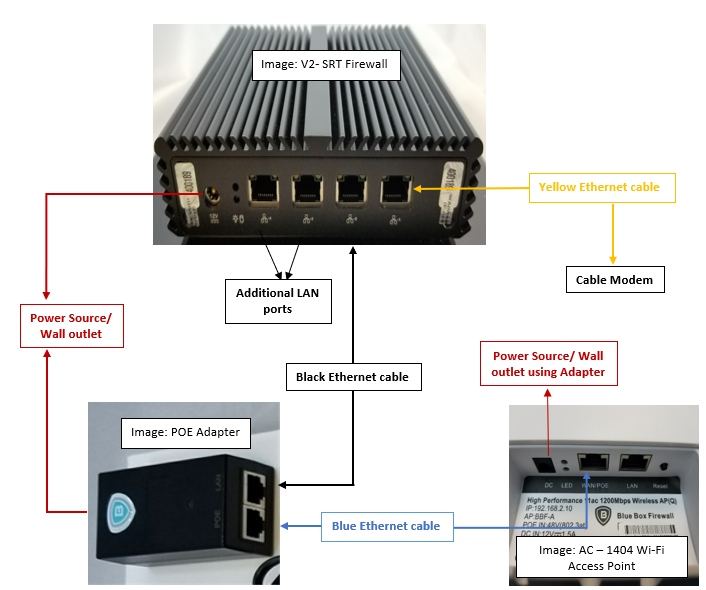 Image: V2- SRT Firewall
400189
Yellow Ethernet cable
Cable Modem
Additional LAN
ports
Power Source/
Wall outlet
Black Ethernet cable
Power Source/ Wall
outlet using Adapter
Image: POE Adapter
LAN
POE
B
Blue Ethernet cable
DC LED WAN/POE LAN Reset
High Performance 11ac 1200Mbps Wireless AP(Q)
IP:192.168.2.10
AP:BBF-A
POE IN:48V/802.3at
DC IN:12V⎓1.5A
B Blue Box Firewall
Image: AC – 1404 Wi-Fi
Access Point